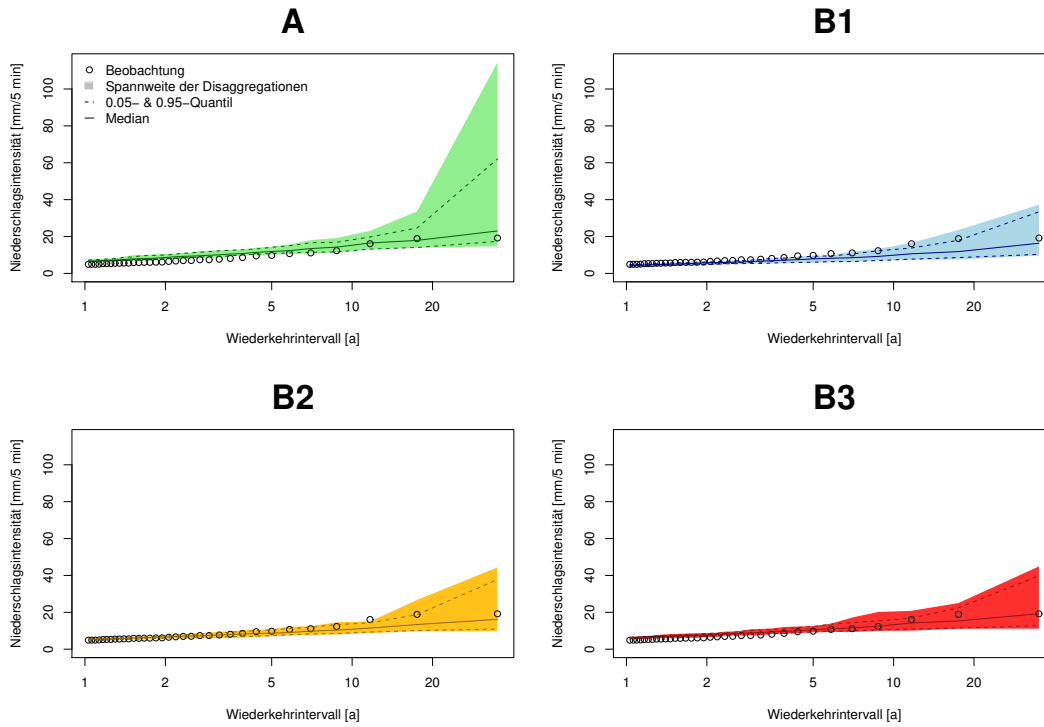 A
Niederschlagsintensität [mm/5 min]
0 20 40 60 80 100
Beobachtung
Spannweite der Disaggregationen
0.05− & 0.95−Quantil
Median
1 2 5 10 20
Wiederkehrintervall [a]
B1
Niederschlagsintensität [mm/5 min]
0 20 40 60 80 100
1 2 5 10 20
Wiederkehrintervall [a]
B2
Niederschlagsintensität [mm/5 min]
0 20 40 60 80 100
1 2 5 10 20
Wiederkehrintervall [a]
B3
Niederschlagsintensität [mm/5 min]
0 20 40 60 80 100
1 2 5 10 20
Wiederkehrintervall [a]